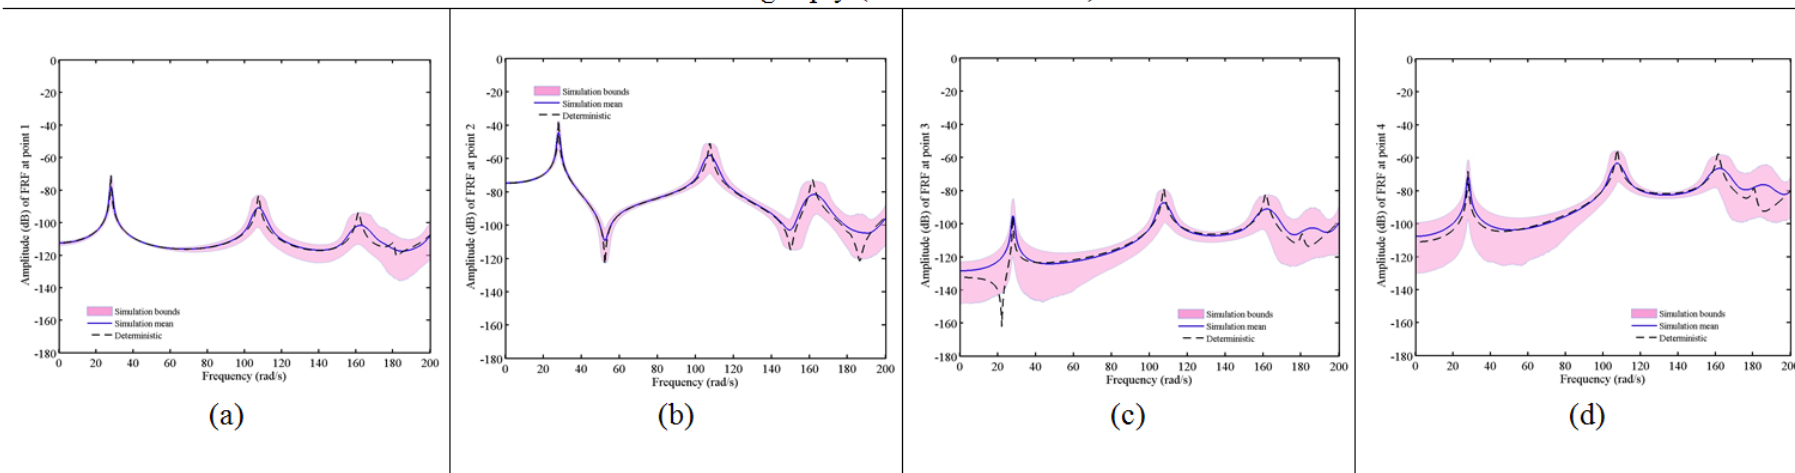 Amplitude (dB) of FRF at point 1
0
-20
-40
-60
-80
-100
-120
-140
-160
-180
Simulation bounds
Simulation mean
Deterministic
0 20 40 60 80 100 120 140 160 180 200
Frequency (rad/s)
(a)
Amplitude (dB) of FRF at point 2
0
-20
-40
-60
-80
-100
-120
-140
-160
-180
Simulation bounds
Simulation mean
Deterministic
0 20 40 60 80 100 120 140 160 180 200
Frequency (rad/s)
(b)
Amplitude (dB) of FRF at point 3
0
-20
-40
-60
-80
-100
-120
-140
-160
-180
Simulation bounds
Simulation mean
Deterministic
0 20 40 60 80 100 120 140 160 180 200
Frequency (rad/s)
(c)
Amplitude (dB) of FRF at point 4
0
-20
-40
-60
-80
-100
-120
-140
-160
-180
Simulation bounds
Simulation mean
Deterministic
0 20 40 60 80 100 120 140 160 180 200
Frequency (rad/s)
(d)